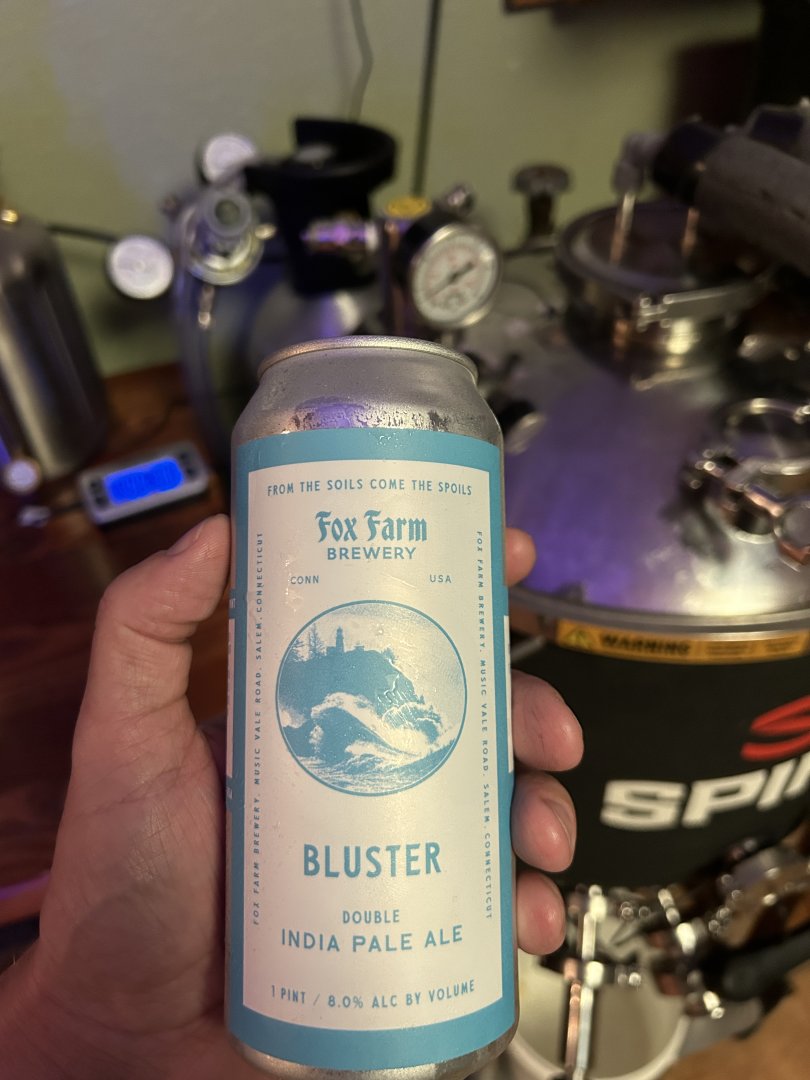 FROM THE SOILS COME THE SPOILS
Fox Farm
BREWERY
CONN USA
FOX FARM BREWERY. MUSIC VALE ROAD. SALEM, CONNECTICUT
FOX FARM BREWERY. MUSIC VALE ROAD. SALEM, CONNECTICUT
BLUSTER
DOUBLE
INDIA PALE ALE
1 PINT / 8.0% ALC BY VOLUME
WARNING